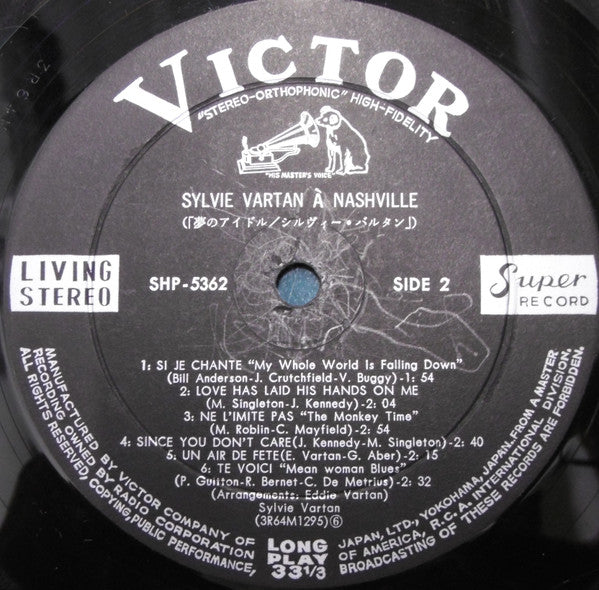 VICTOR
"STEREO-ORTHOPHONIC" HIGH-FIDELITY
"HIS MASTER'S VOICE"
SYLVIE VARTAN À NASHVILLE
(「夢のアイドル/シルヴィー・バルタン」)
LIVING STEREO
SHP-5362
SIDE 2
Super RECORD
1: SI JE CHANTE "My Whole World Is Falling Down"
(Bill Anderson-J. Crutchfield-V. Buggy)-1: 54
2: LOVE HAS LAID HIS HANDS ON ME
(M. Singleton-J. Kennedy)-2: 04
3: NE L'IMITE PAS "The Monkey Time"
(M. Roblin-C. Mayfield)-2: 54
4: SINCE YOU DON'T CARE(J. Kennedy-M. Singleton)-2: 40
5: UN AIR DE FETE(E. Vartan-G. Aber)-2: 15
6: TE VOICI "Mean woman Blues"
(P. Guitton-R. Bernet-C. De Metrius)-2: 32
(Arrangements: Eddie Vartan)
Sylvie Vartan
(3R64M1295)⑥
LONG PLAY 33 1/3
MANUFACTURED BY VICTOR COMPANY OF JAPAN, LTD., YOKOHAMA, JAPAN. FROM A MASTER
RECORDING OWNED BY RADIO CORPORATION OF AMERICA, R.C.A. INTERNATIONAL DIVISION.
ALL RIGHTS RESERVED, COPYING, PUBLIC PERFORMANCE, BROADCASTING OF THESE RECORDS ARE FORBIDDEN.